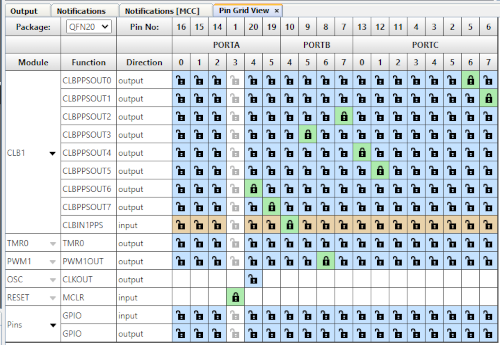 Output Notifications Notifications [MCC] Pin Grid View ×
Package: QFN20 Pin No: 16 15 14 1 20 19 10 9 8 7 13 12 11 4 3 2 5 6
PORTA PORTB PORTC
Module Function Direction 0 1 2 3 4 5 4 5 6 7 0 1 2 3 4 5 6 7
CLBPPSOUT0 output
CLBPPSOUT1 output
CLBPPSOUT2 output
CLBPPSOUT3 output
CLB1 CLBPPSOUT4 output
CLBPPSOUT5 output
CLBPPSOUT6 output
CLBPPSOUT7 output
CLBIN1PPS input
TMR0 TMR0 output
PWM1 PWM1OUT output
OSC CLKOUT output
RESET MCLR input
Pins GPIO input
GPIO output